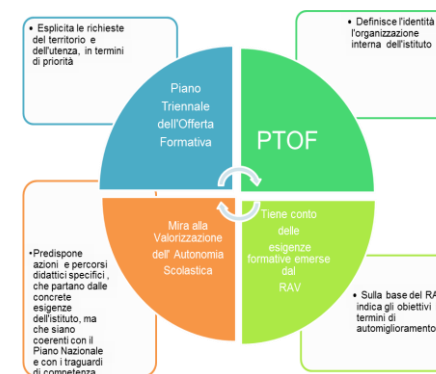 • Esplicita le richieste
del territorio e
dell'utenza, in termini
di priorità
• Definisce l'identità
l'organizzazione
interna dell'istituto
Piano
Triennale
dell'Offerta
Formativa
PTOF
Mira alla
Valorizzazione
dell' Autonomia
Scolastica
Tiene conto
delle
esigenze
formative emerse
dal
RAV
•Predispone
azioni e percorsi
didattici specifici ,
che partano dalle
concrete
esigenze
dell'istituto, ma
che siano
coerenti con il
Piano Nazionale
e con i traguardi
di competenza
• Sulla base del
indica gli obiettivi
termini di
automiglioramento